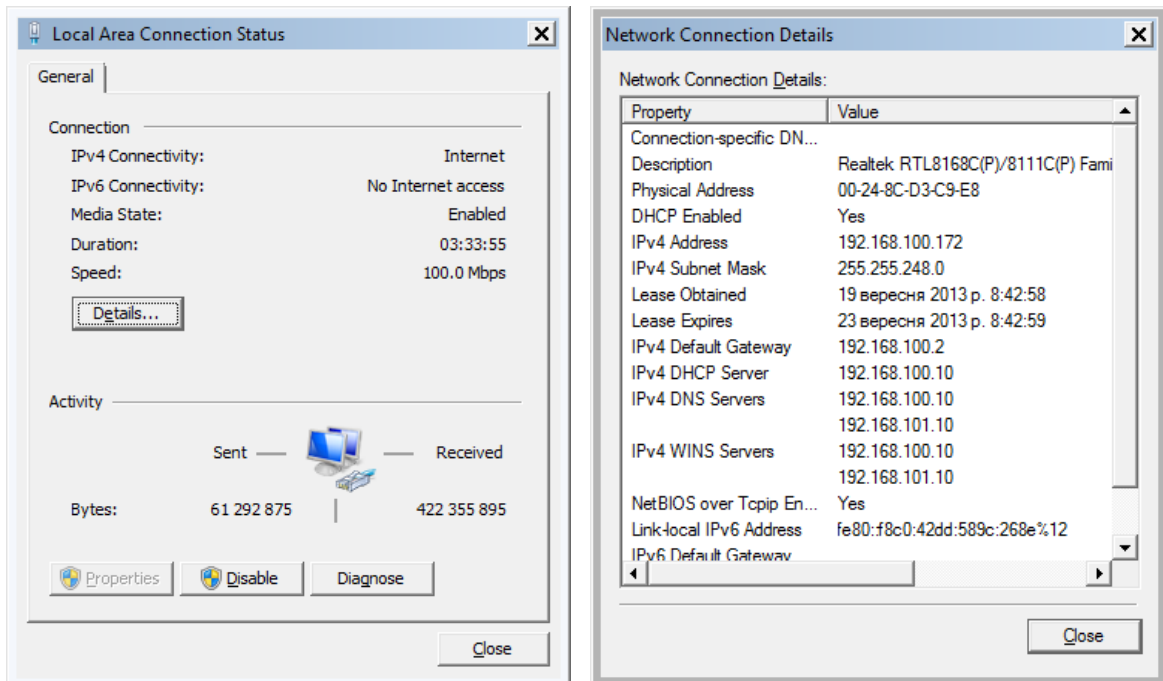 Local Area Connection Status
General
Connection
IPv4 Connectivity: Internet
IPv6 Connectivity: No Internet access
Media State: Enabled
Duration: 03:33:55
Speed: 100.0 Mbps
Details...
Activity
Sent Received
Bytes: 61 292 875 422 355 895
Properties Disable Diagnose
Close
Network Connection Details
Network Connection Details:
Property Value
Connection-specific DN...
Description Realtek RTL8168C(P)/8111C(P) Fami
Physical Address 00-24-8C-D3-C9-E8
DHCP Enabled Yes
IPv4 Address 192.168.100.172
IPv4 Subnet Mask 255.255.248.0
Lease Obtained 19 вересня 2013 р. 8:42:58
Lease Expires 23 вересня 2013 р. 8:42:59
IPv4 Default Gateway 192.168.100.2
IPv4 DHCP Server 192.168.100.10
IPv4 DNS Servers 192.168.100.10
192.168.101.10
IPv4 WINS Servers 192.168.100.10
192.168.101.10
NetBIOS over Tcpip En... Yes
Link-local IPv6 Address fe80::f8c0:42dd:589c:268e%12
IPv6 Default Gateway
Close